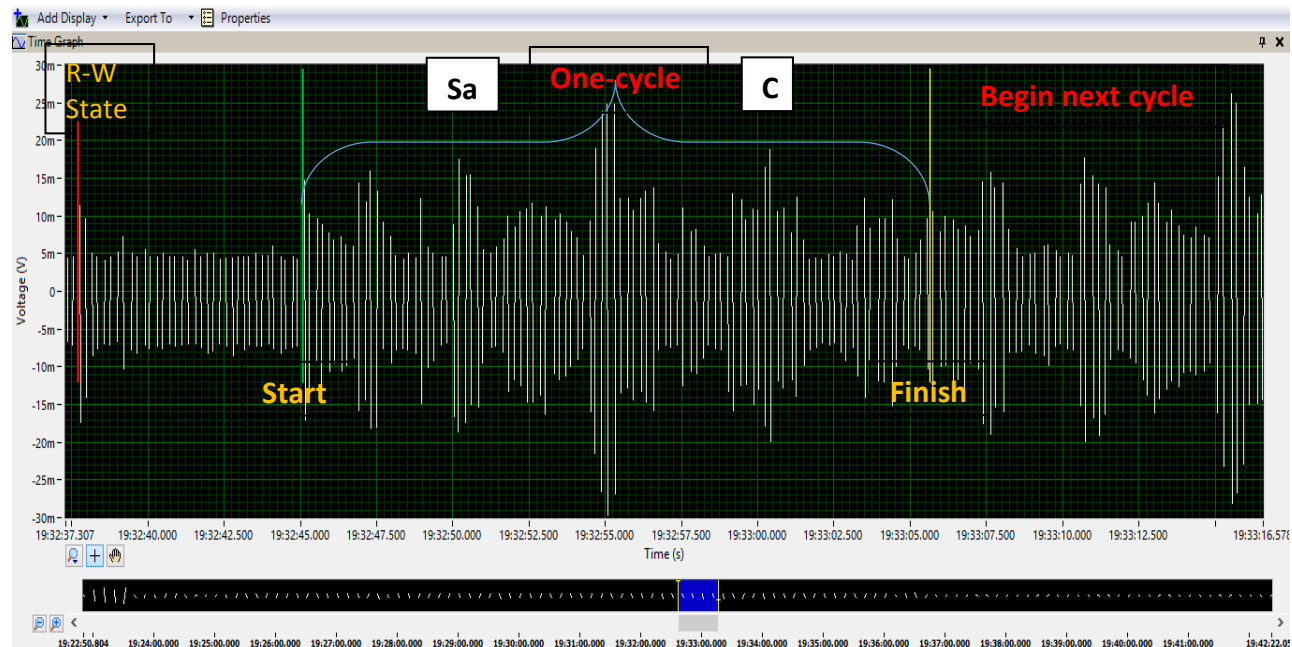 Add Display Export To Properties
Time Graph
R-W
State
Sa
One-cycle
C
Begin next cycle
30m
25m
20m
15m
10m
5m
0
-5m
-10m
-15m
-20m
-25m
-30m
Voltage (V)
Start
Finish
19:32:37.307 19:32:40.000 19:32:42.500 19:32:45.000 19:32:47.500 19:32:50.000 19:32:52.500 19:32:55.000 19:32:57.500 19:33:00.000 19:33:02.500 19:33:05.000 19:33:07.500 19:33:10.000 19:33:12.500 19:33:16.578
Time (s)
19:22:50.804 19:24:00.000 19:25:00.000 19:26:00.000 19:27:00.000 19:28:00.000 19:29:00.000 19:30:00.000 19:31:00.000 19:32:00.000 19:33:00.000 19:34:00.000 19:35:00.000 19:36:00.000 19:37:00.000 19:38:00.000 19:39:00.000 19:40:00.000 19:41:00.000